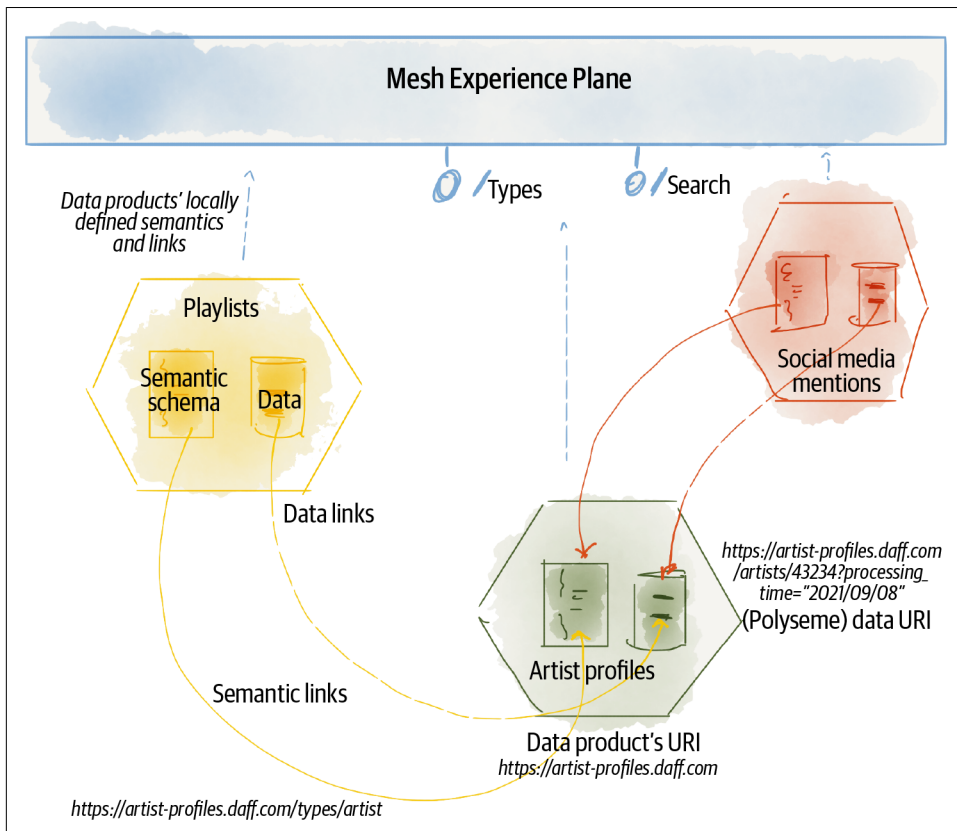 Mesh Experience Plane
/Types
/Search
Data products' locally
defined semantics
and links
Playlists
Semantic
schema
Data
Social media
mentions
Data links
https://artist-profiles.daff.com
/artists/43234?processing_
time="2021/09/08"
(Polyseme) data URI
Artist profiles
Semantic links
Data product's URI
https://artist-profiles.daff.com
https://artist-profiles.daff.com/types/artist